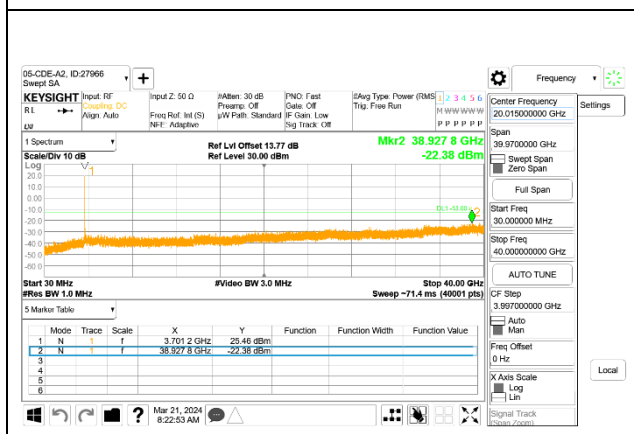 05-CDE-A2, ID:27966
Swept SA
Frequency
Settings
KEYSIGHT
Input: RF
Coupling: DC
Align: Auto
Input Z: 50 Ω
Freq Ref: Int (S)
NFE: Adaptive
#Atten: 30 dB
Preamp: Off
µW Path: Standard
PNO: Fast
Gate: Off
IF Gain: Low
Sig Track: Off
#Avg Type: Power (RMS
Trig: Free Run
1 2 3 4 5 6
M W W W W W
P P P P P P
R L
1 Spectrum
Scale/Div 10 dB
Log
Ref Lvl Offset 13.77 dB
Ref Level 30.00 dBm
Mkr2 38.927 8 GHz
-22.38 dBm
20.0
10.0
0.00
-10.0
-20.0
-30.0
-40.0
-50.0
-60.0
1
2
Start 30 MHz
#Video BW 3.0 MHz
Stop 40.00 GHz
#Res BW 1.0 MHz
Sweep ~71.4 ms (40001 pts)
5 Marker Table
Mode Trace Scale X Y Function Function Width Function Value
1 N 1 f 3.701 2 GHz 25.46 dBm
2 N 1 f 38.927 8 GHz -22.38 dBm
3
4
5
6
Mar 21, 2024
8:22:53 AM
Center Frequency
20.015000000 GHz
Span
39.9700000 GHz
Swept Span
Zero Span
Full Span
Start Freq
30.000000 MHz
Stop Freq
40.000000000 GHz
AUTO TUNE
CF Step
3.997000000 GHz
Auto
Man
Freq Offset
0 Hz
X Axis Scale
Log
Lin
Signal Track
(Span Zoom)
Local